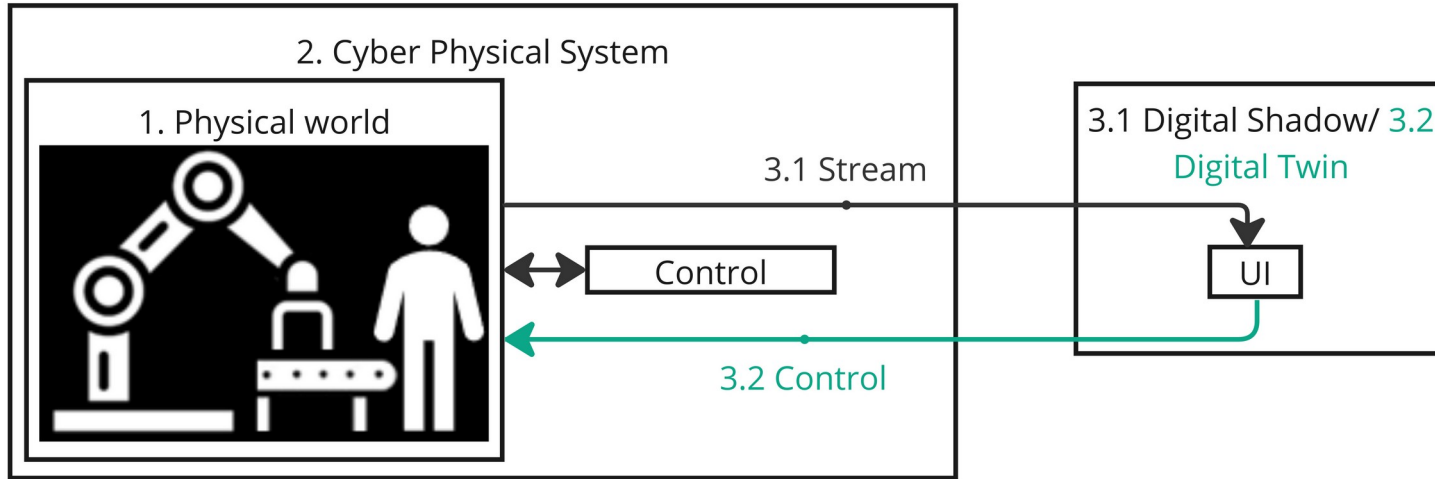 2. Cyber Physical System
1. Physical world
3.1 Digital Shadow/ 3.2
Digital Twin
3.1 Stream
Control
UI
3.2 Control